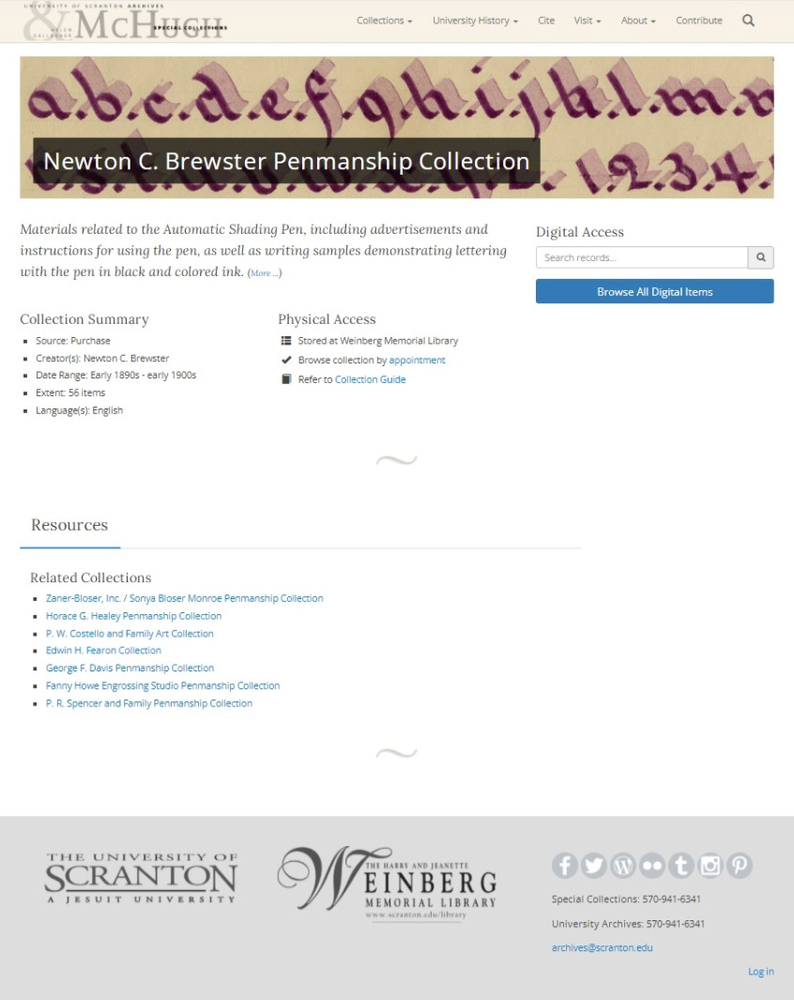 UNIVERSITY OF SCRANTON ARCHIVES
& HELEN GALLAGHER McHUGH SPECIAL COLLECTIONS
Collections University History Cite Visit About Contribute
a.b.c.d.e.f.g.h.i.j.k.l.m.n
Newton C. Brewster Penmanship Collection
1.2.3.4.
Materials related to the Automatic Shading Pen, including advertisements and
instructions for using the pen, as well as writing samples demonstrating lettering
with the pen in black and colored ink. (More ...)
Digital Access
Search records...
Browse All Digital Items
Collection Summary
Source: Purchase
Creator(s): Newton C. Brewster
Date Range: Early 1890s - early 1900s
Extent: 56 items
Language(s): English
Physical Access
Stored at Weinberg Memorial Library
Browse collection by appointment
Refer to Collection Guide
Resources
Related Collections
Zaner-Bloser, Inc. / Sonya Bloser Monroe Penmanship Collection
Horace G. Healey Penmanship Collection
P. W. Costello and Family Art Collection
Edwin H. Fearon Collection
George F. Davis Penmanship Collection
Fanny Howe Engrossing Studio Penmanship Collection
P. R. Spencer and Family Penmanship Collection
THE UNIVERSITY OF
SCRANTON
A JESUIT UNIVERSITY
THE HARRY AND JEANETTE
WEINBERG
MEMORIAL LIBRARY
www.scranton.edu/library
Special Collections: 570-941-6341
University Archives: 570-941-6341
archives@scranton.edu
Log in